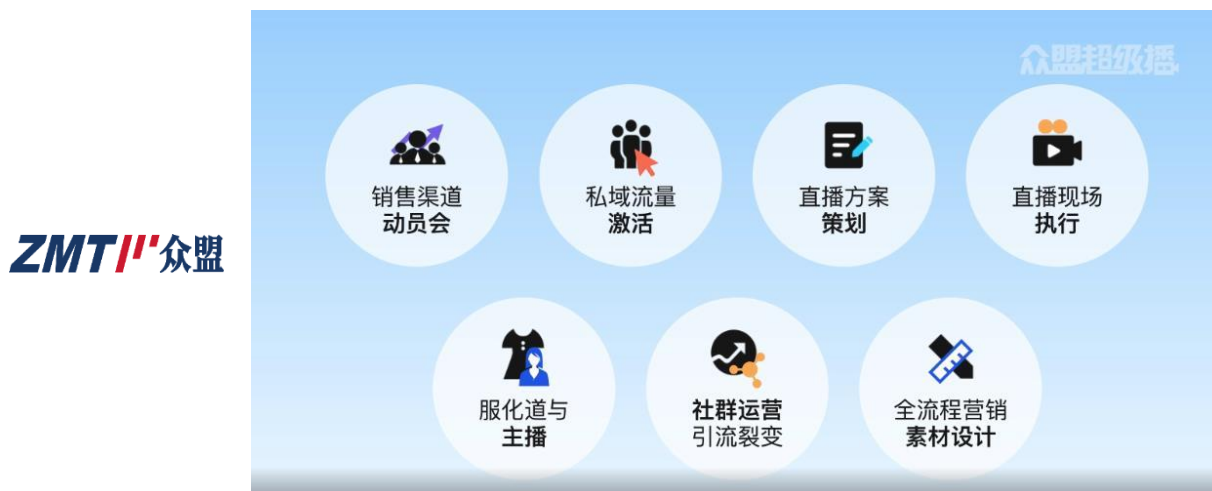 众盟超级播
销售渠道
动员会
私域流量
激活
直播方案
策划
直播现场
执行
ZMT众盟
服化道与
主播
社群运营
引流裂变
全流程营销
素材设计